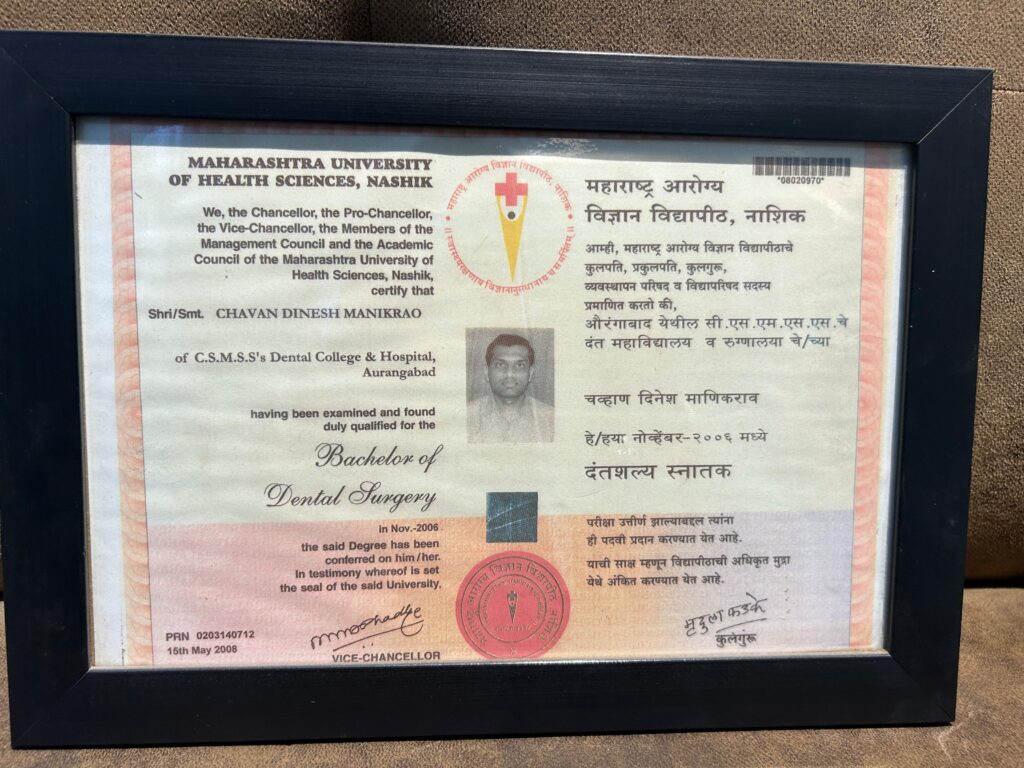 MAHARASHTRA UNIVERSITY
OF HEALTH SCIENCES, NASHIK
We, the Chancellor, the Pro-Chancellor,
the Vice-Chancellor, the Members of the
Management Council and the Academic
Council of the Maharashtra University of
Health Sciences, Nashik,
certify that
Shri/Smt. CHAVAN DINESH MANIKRAO
of C.S.M.S.S's Dental College & Hospital,
Aurangabad
having been examined and found
duly qualified for the
Bachelor of
Dental Surgery
in Nov.-2006
the said Degree has been
conferred on him/her.
In testimony whereof is set
the seal of the said University.
PRN 0203140712
15th May 2008
VICE-CHANCELLOR
महाराष्ट्र आरोग्य विज्ञान विद्यापीठ, नाशिक
*08020970*
महाराष्ट्र आरोग्य
विज्ञान विद्यापीठ, नाशिक
आम्ही, महाराष्ट्र आरोग्य विज्ञान विद्यापीठाचे
कुलपति, प्रकुलपति, कुलगुरू,
व्यवस्थापन परिषद व विद्यापरिषद सदस्य
प्रमाणित करतो की,
औरंगाबाद येथील सी.एस.एम.एस.एस.चे
दंत महाविद्यालय व रुग्णालया चे/च्या
चव्हाण दिनेश माणिकराव
हे/हया नोव्हेंबर-२००६ मध्ये
दंतशल्य स्नातक
परीक्षा उत्तीर्ण झाल्याबद्दल त्यांना
ही पदवी प्रदान करण्यात येत आहे.
याची साक्ष म्हणून विद्यापीठाची अधिकृत मुद्रा
येथे अंकित करण्यात येत आहे.
मृदुला फडके
कुलगुरू